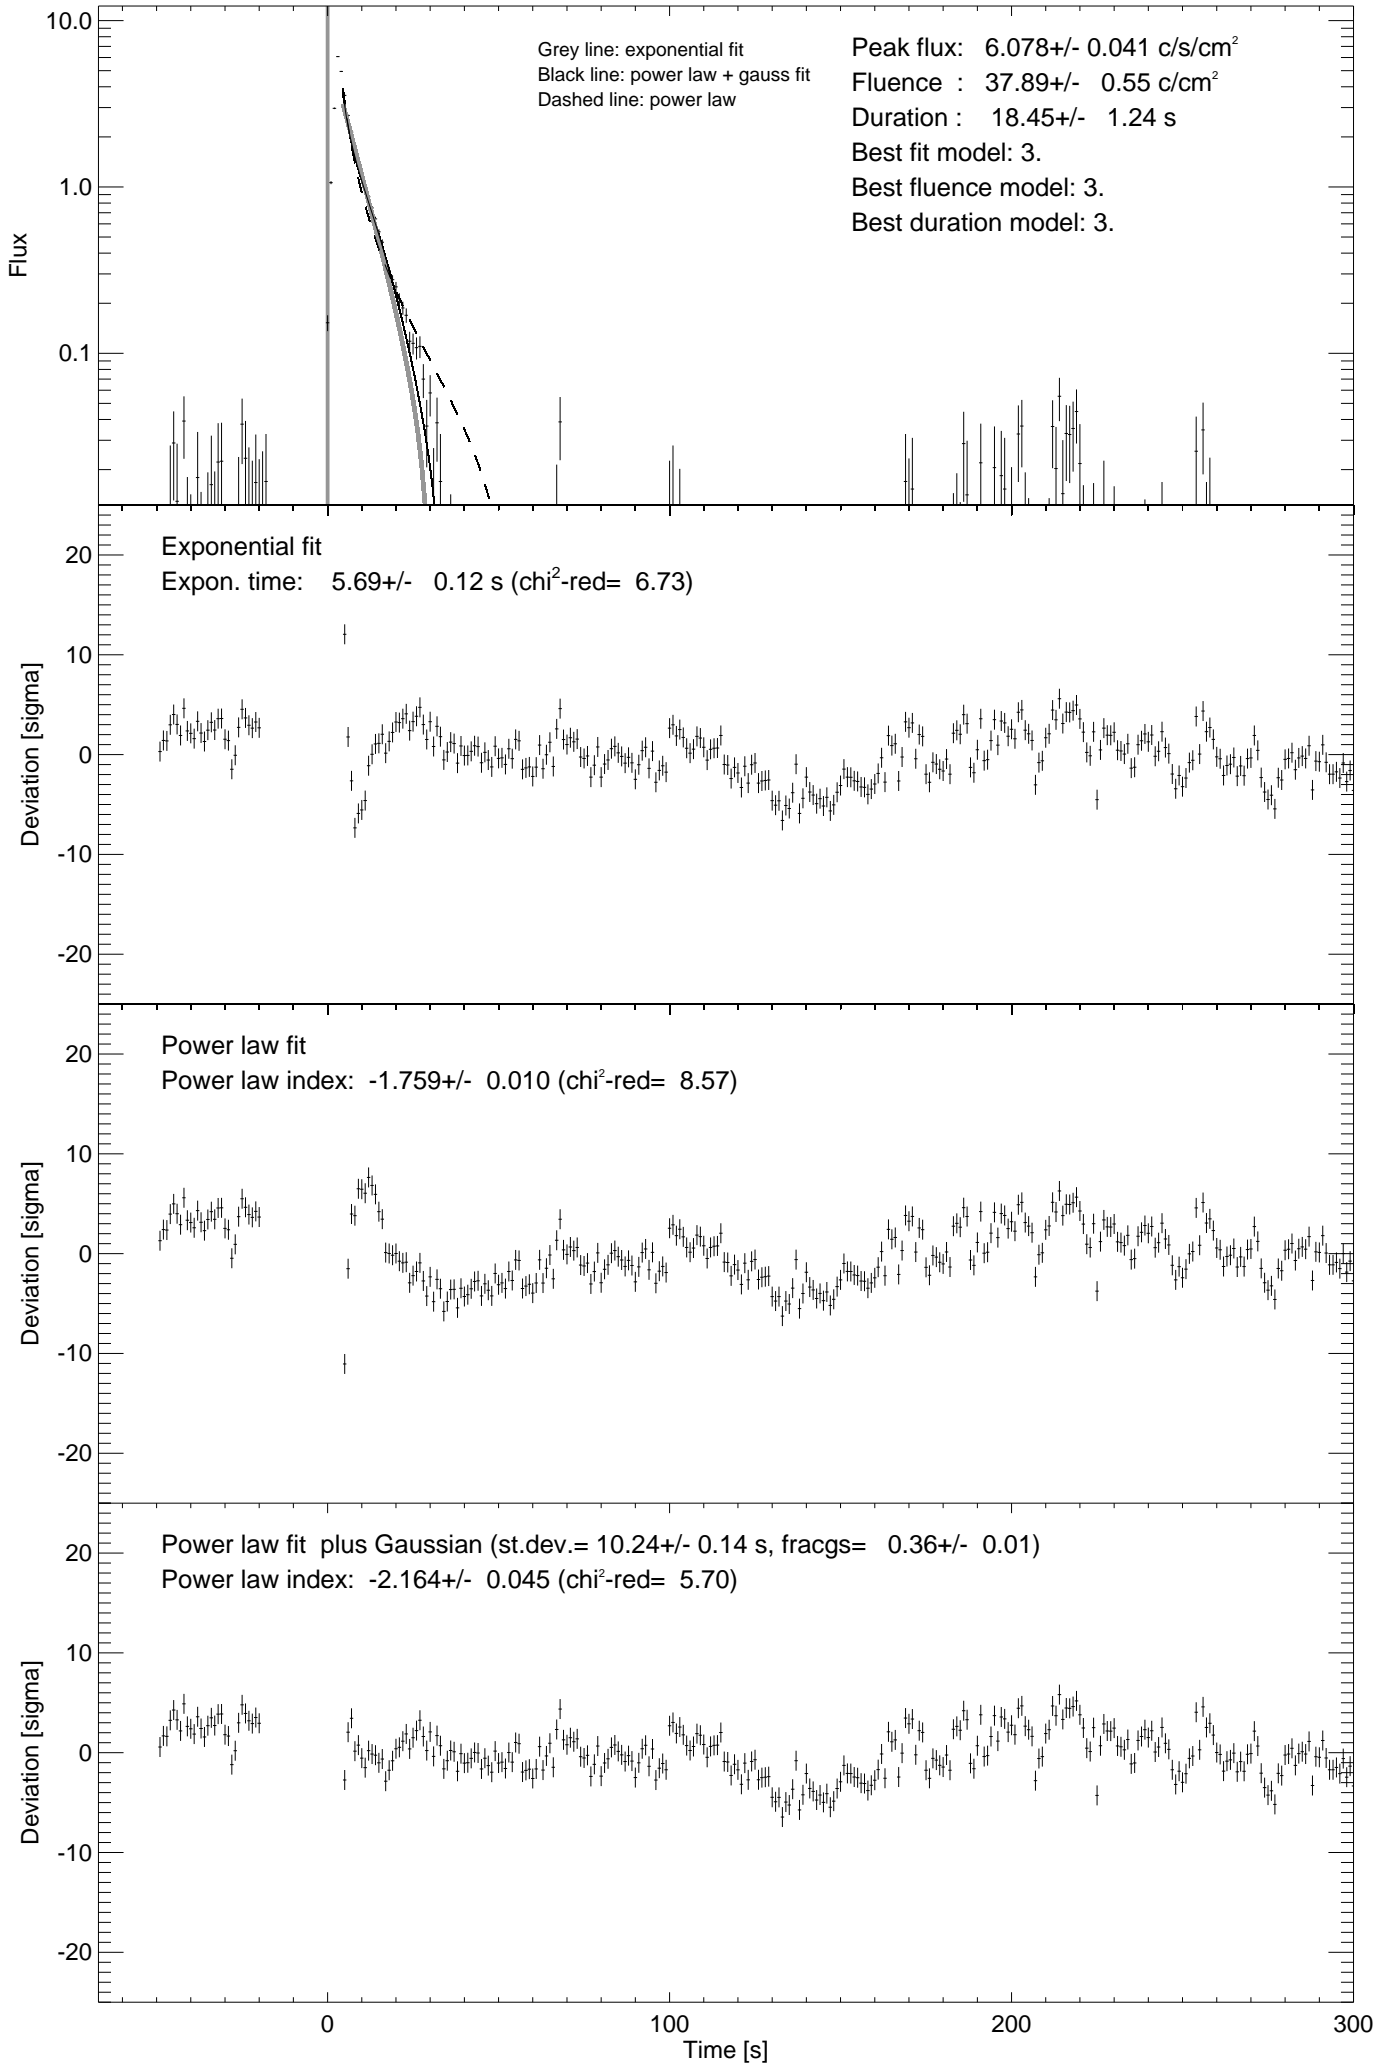 10.0
1.0
0.1
Flux
Grey line: exponential fit
Black line: power law + gauss fit
Dashed line: power law
Peak flux: 6.078+/- 0.041 c/s/cm²
Fluence : 37.89+/- 0.55 c/cm²
Duration : 18.45+/- 1.24 s
Best fit model: 3.
Best fluence model: 3.
Best duration model: 3.
Exponential fit
Expon. time: 5.69+/- 0.12 s (chi²-red= 6.73)
20
10
0
-10
-20
Deviation [sigma]
Power law fit
Power law index: -1.759+/- 0.010 (chi²-red= 8.57)
20
10
0
-10
-20
Deviation [sigma]
Power law fit plus Gaussian (st.dev.= 10.24+/- 0.14 s, fracgs= 0.36+/- 0.01)
Power law index: -2.164+/- 0.045 (chi²-red= 5.70)
20
10
0
-10
-20
Deviation [sigma]
0 100 200 300
Time [s]